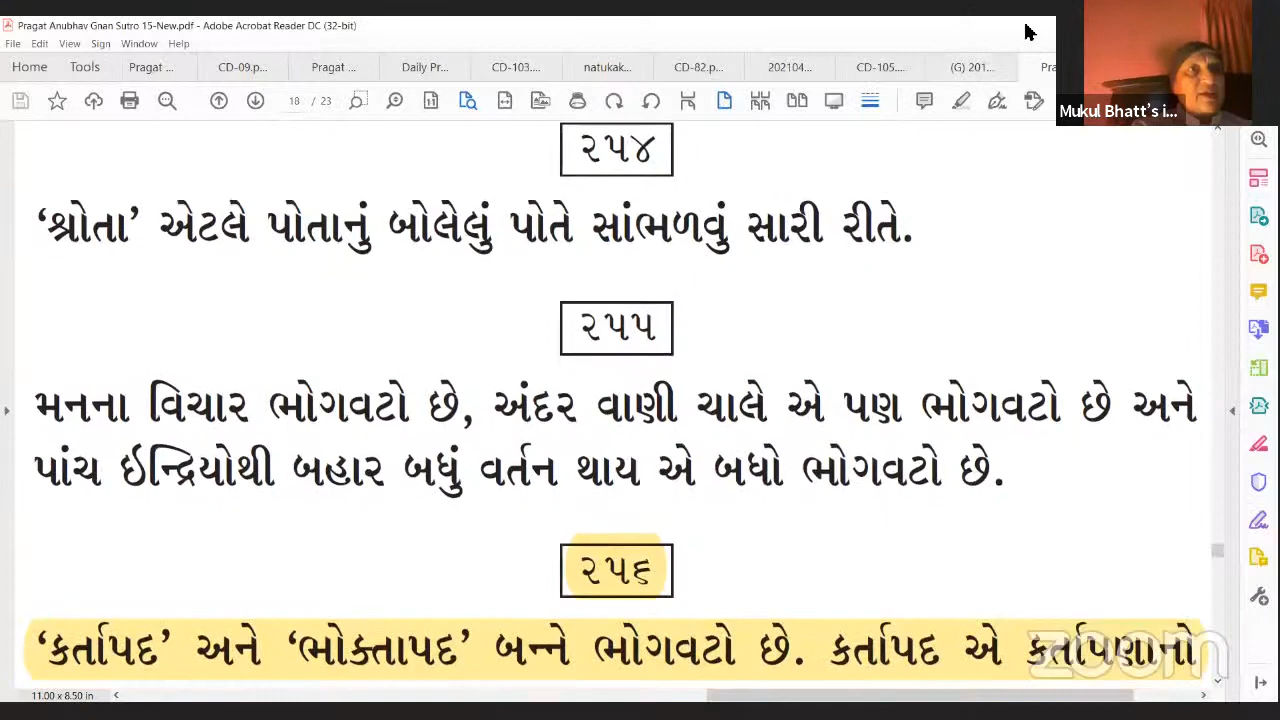 Pragat Anubhav Gnan Sutro 15-New.pdf - Adobe Acrobat Reader DC (32-bit)
File Edit View Sign Window Help
Home Tools Pragat ... CD-09.p... Pragat Daily Pr... CD-103.... natukak... CD-82.p... 202104... CD-105.... (G) 201...
18 / 23
Mukul Bhatt's i...
૨૫૪
‘શ્રોતા’ એટલે પોતાનું બોલેલું પોતે સાંભળવું સારી રીતે.
૨૫૫
મનના વિચાર ભોગવટો છે, અંદર વાણી ચાલે એ પણ ભોગવટો છે અને
પાંચ ઇન્દ્રિયોથી બહાર બધું વર્તન થાય એ બધો ભોગવટો છે.
૨૫૬
‘કર્તાપદ’ અને ‘ભોક્તાપદ’ બન્ને ભોગવટો છે. કર્તાપદ એ કર્તાપણાનો
zoom
11.00 x 8.50 in